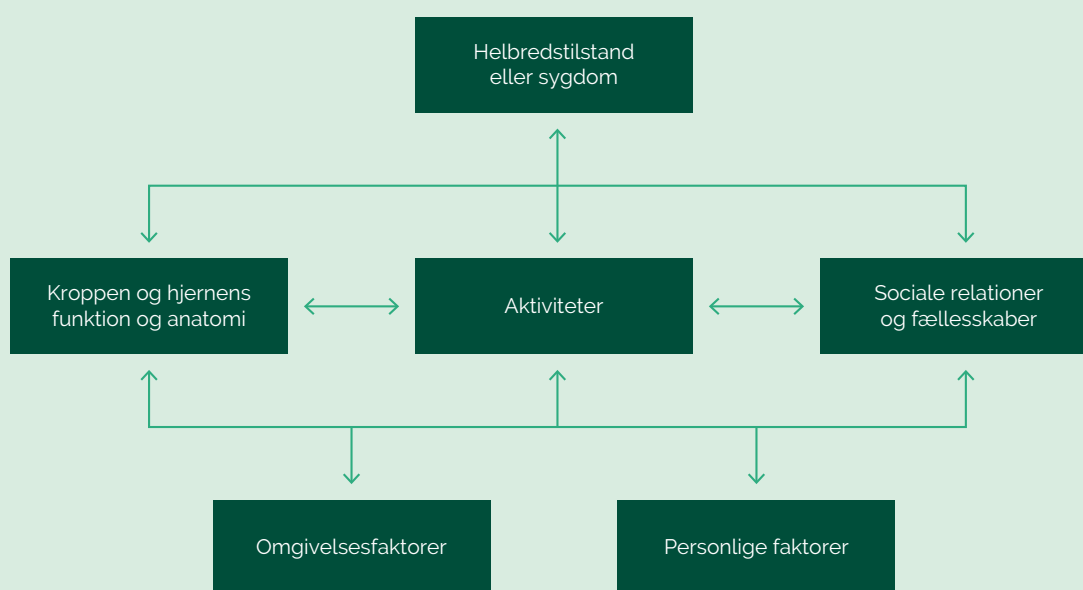 Helbredstilstand
eller sygdom
Kroppen og hjernens
funktion og anatomi
Aktiviteter
Sociale relationer
og fællesskaber
Omgivelsesfaktorer
Personlige faktorer